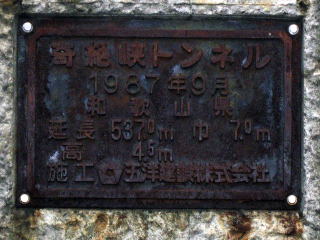 奇絶峡トンネル
1987年9月
和歌山県
延長 537.0m 巾 7.0m
高 4.5m
施工 五洋建設株式会社